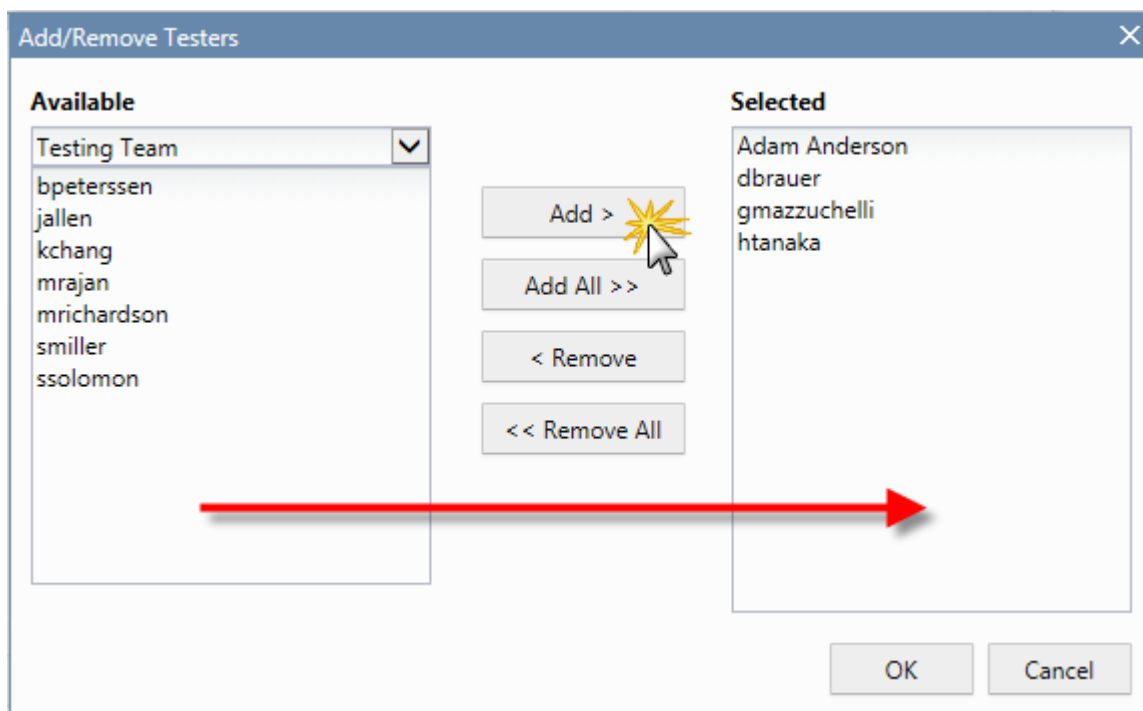 Add/Remove Testers
Available
Testing Team
bpeterssen
jallen
kchang
mrajan
mrichardson
smiller
ssolomon
Add >
Add All >>
< Remove
<< Remove All
Selected
Adam Anderson
dbrauer
gmazzuchelli
htanaka
OK
Cancel